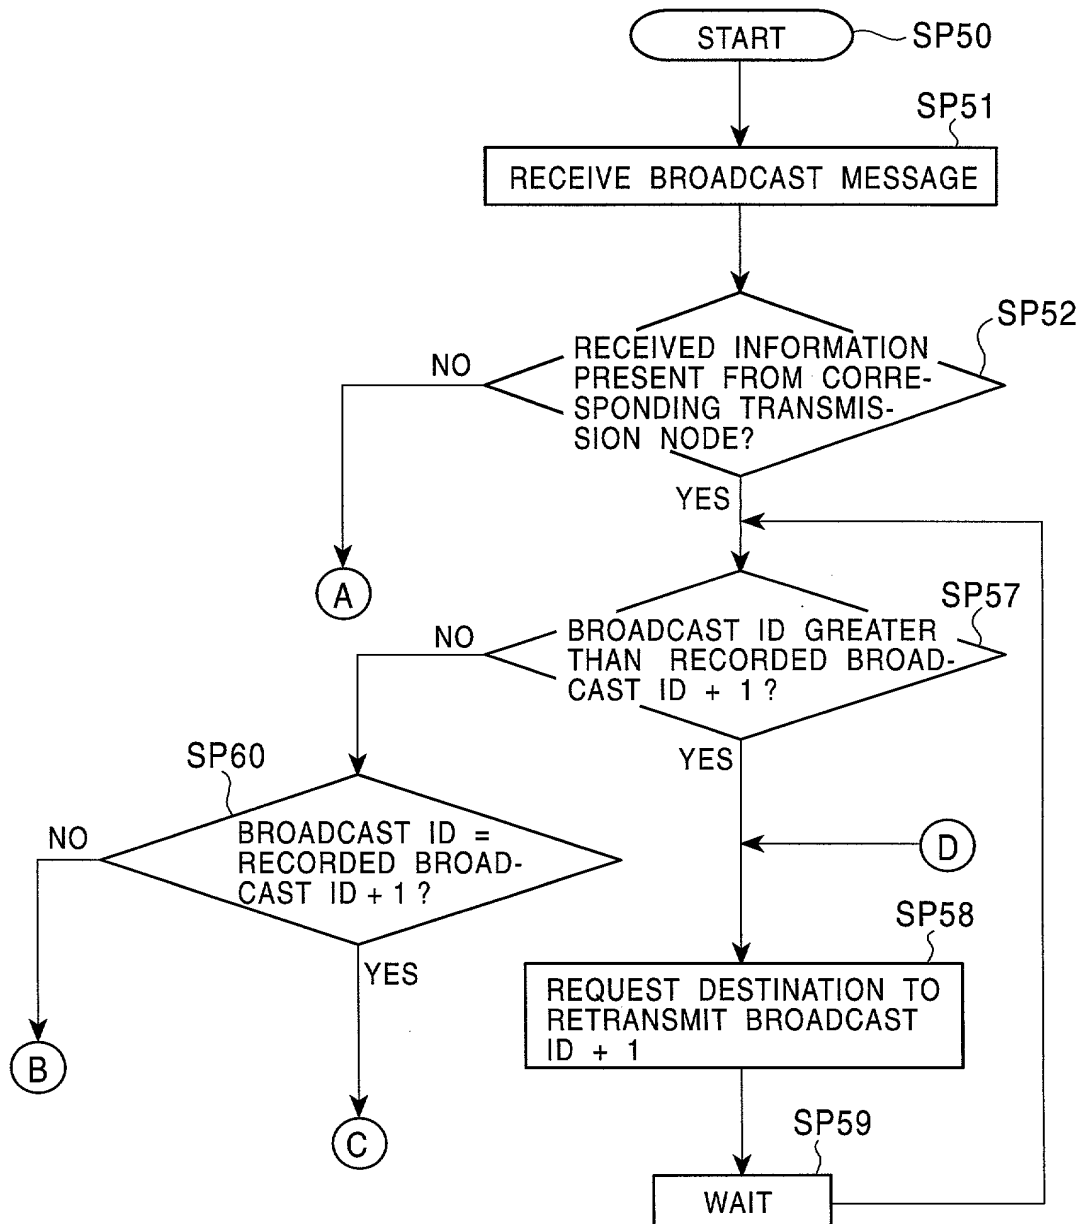 START
SP50
SP51
RECEIVE BROADCAST MESSAGE
SP52
RECEIVED INFORMATION
PRESENT FROM CORRE-
SPONDING TRANSMIS-
SION NODE?
NO
YES
A
SP57
BROADCAST ID GREATER
THAN RECORDED BROAD-
CAST ID + 1 ?
NO
YES
SP60
BROADCAST ID =
RECORDED BROAD-
CAST ID + 1 ?
NO
YES
D
SP58
REQUEST DESTINATION TO
RETRANSMIT BROADCAST
ID + 1
B
C
SP59
WAIT